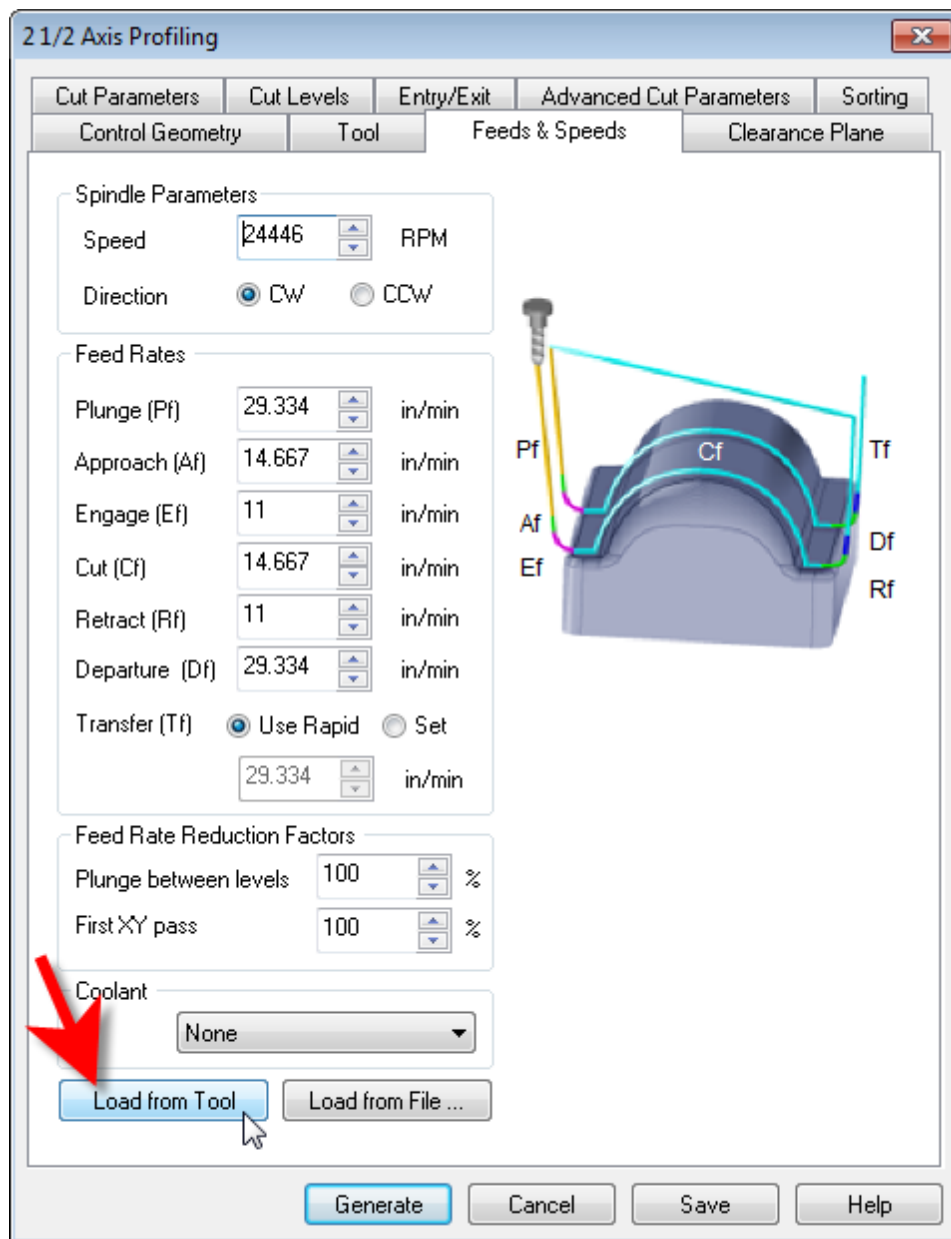 2 1/2 Axis Profiling
Cut Parameters Cut Levels Entry/Exit Advanced Cut Parameters Sorting
Control Geometry Tool Feeds & Speeds Clearance Plane
Spindle Parameters
Speed 24446 RPM
Direction CW CCW
Feed Rates
Plunge (Pf) 29.334 in/min
Approach (Af) 14.667 in/min
Engage (Ef) 11 in/min
Cut (Cf) 14.667 in/min
Retract (Rf) 11 in/min
Departure (Df) 29.334 in/min
Transfer (Tf) Use Rapid Set
29.334 in/min
Pf Cf Tf
Af Df
Ef Rf
Feed Rate Reduction Factors
Plunge between levels 100 %
First XY pass 100 %
Coolant
None
Load from Tool Load from File ...
Generate Cancel Save Help